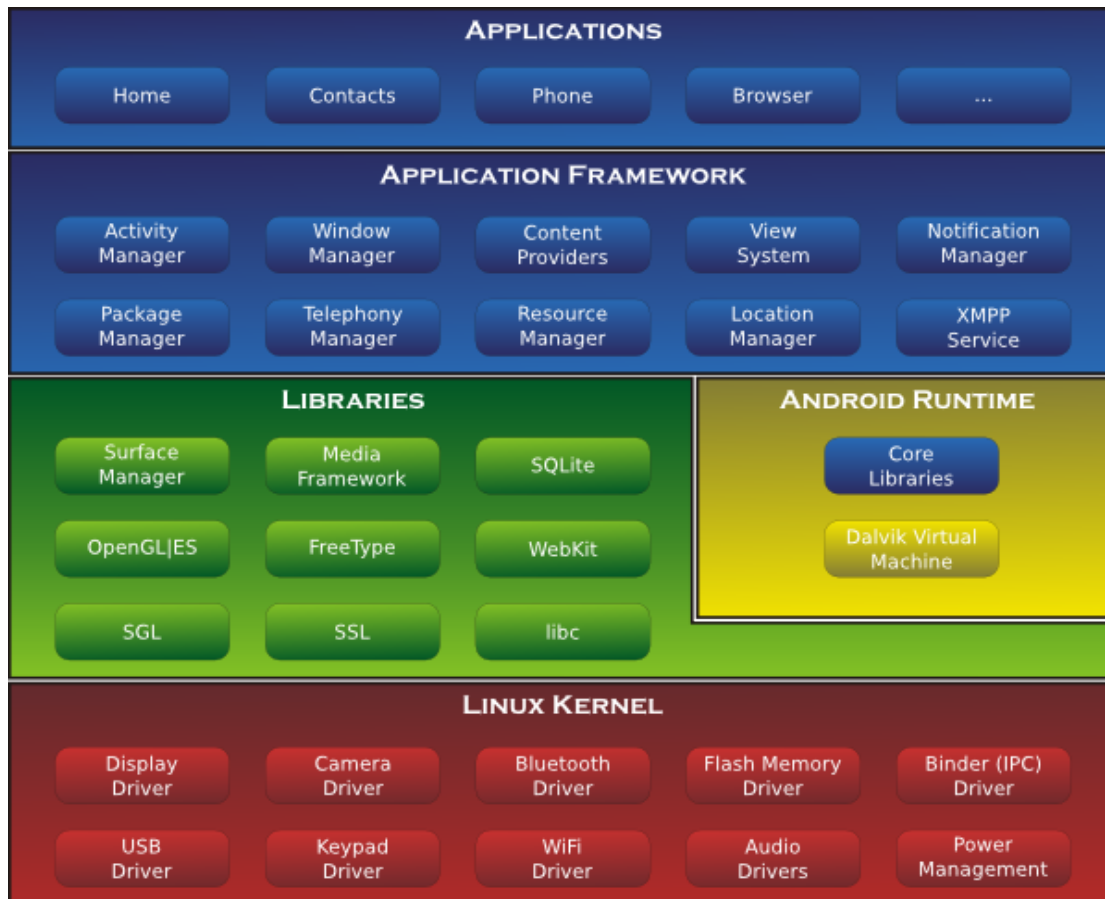 APPLICATIONS
Home
Contacts
Phone
Browser
...
APPLICATION FRAMEWORK
Activity
Manager
Window
Manager
Content
Providers
View
System
Notification
Manager
Package
Manager
Telephony
Manager
Resource
Manager
Location
Manager
XMPP
Service
LIBRARIES
Surface
Manager
Media
Framework
SQLite
OpenGL|ES
FreeType
WebKit
SGL
SSL
libc
ANDROID RUNTIME
Core
Libraries
Dalvik Virtual
Machine
LINUX KERNEL
Display
Driver
Camera
Driver
Bluetooth
Driver
Flash Memory
Driver
Binder (IPC)
Driver
USB
Driver
Keypad
Driver
WiFi
Driver
Audio
Drivers
Power
Management